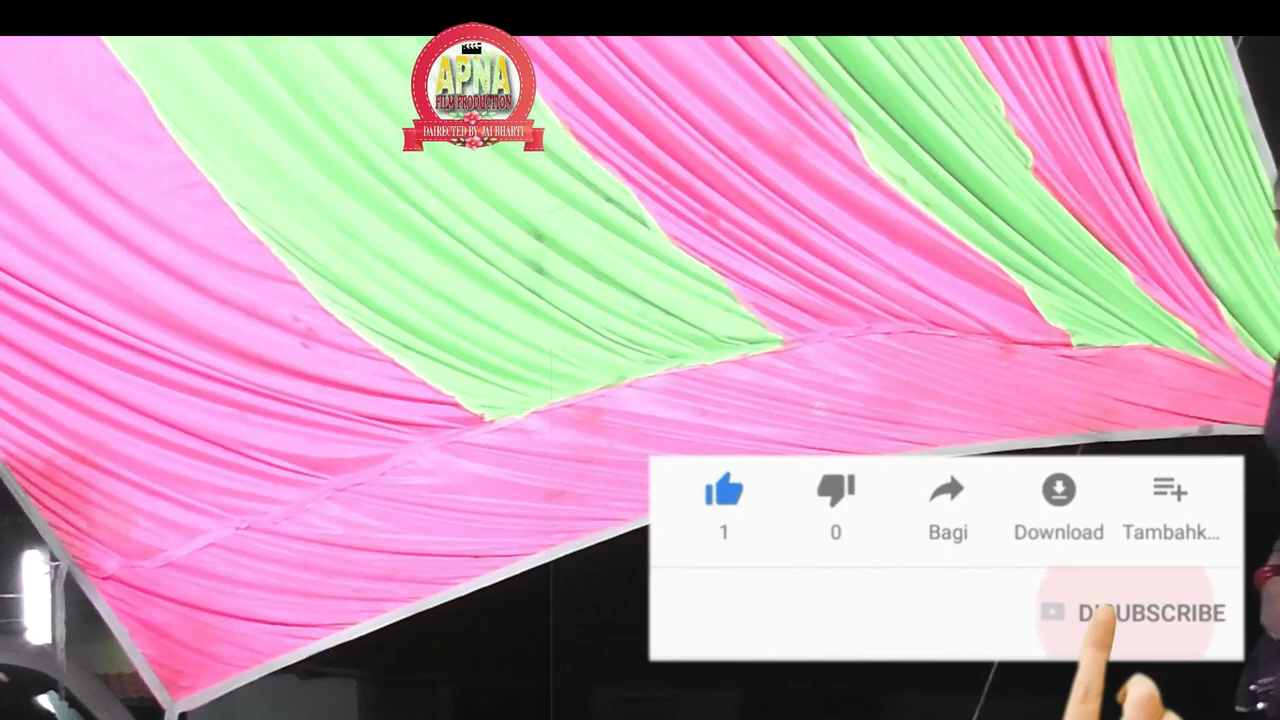 APNA
FILM PRODUCTION
DAIRECTED BY JAI BHARTI
1
0
Bagi
Download
Tambahk...
SUBSCRIBE